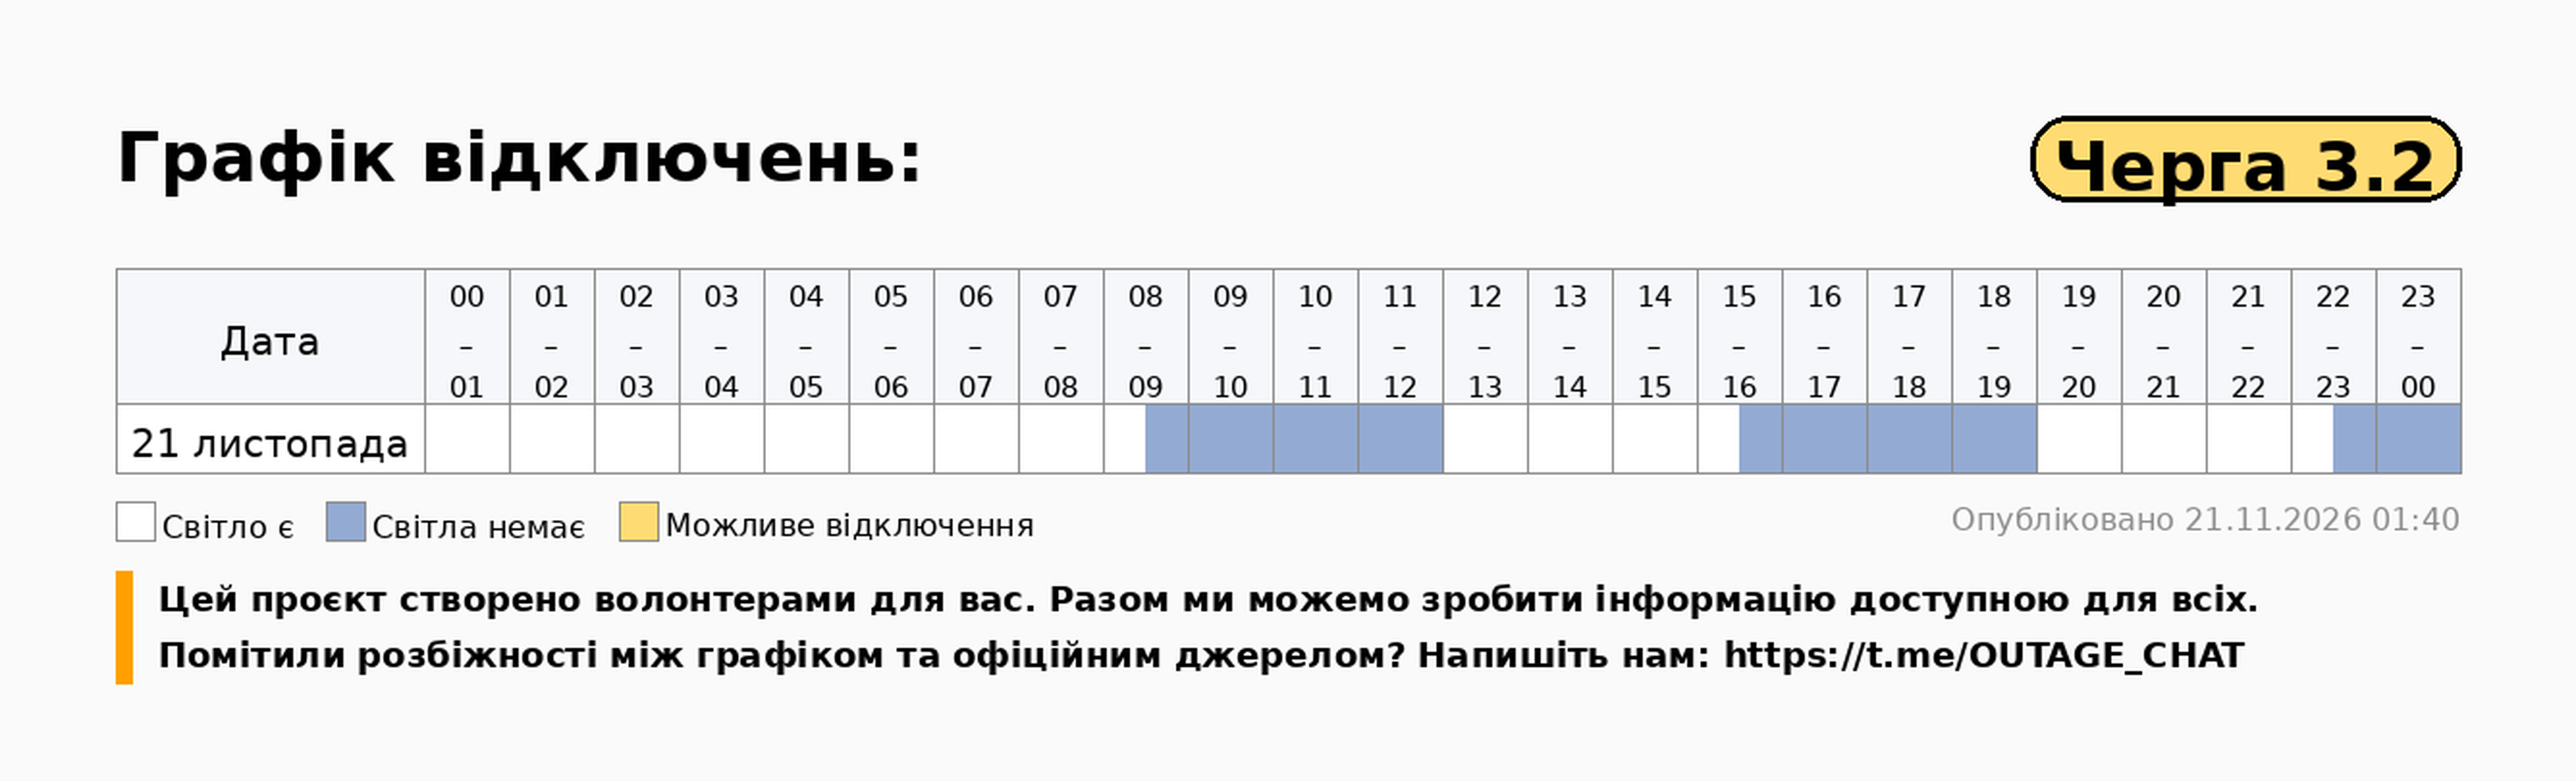 Графік відключень:
Черга 3.2
Дата
00 – 01
01 – 02
02 – 03
03 – 04
04 – 05
05 – 06
06 – 07
07 – 08
08 – 09
09 – 10
10 – 11
11 – 12
12 – 13
13 – 14
14 – 15
15 – 16
16 – 17
17 – 18
18 – 19
19 – 20
20 – 21
21 – 22
22 – 23
23 – 00
21 листопада
Світло є
Світла немає
Можливе відключення
Опубліковано 21.11.2026 01:40
Цей проєкт створено волонтерами для вас. Разом ми можемо зробити інформацію доступною для всіх.
Помітили розбіжності між графіком та офіційним джерелом? Напишіть нам: https://t.me/OUTAGE_CHAT